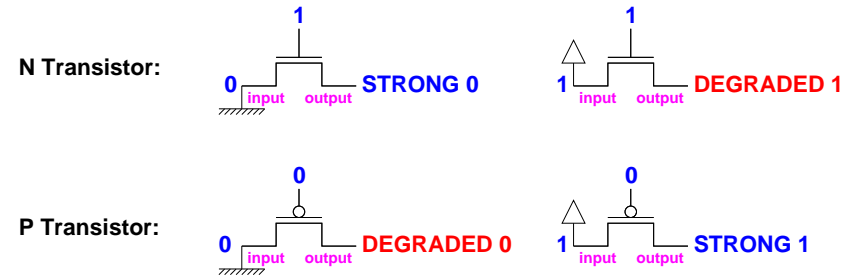 1 1
N Transistor: 0 STRONG 0 1 DEGRADED 1
input output input output
0 0
P Transistor: 0 DEGRADED 0 1 STRONG 1
input output input output